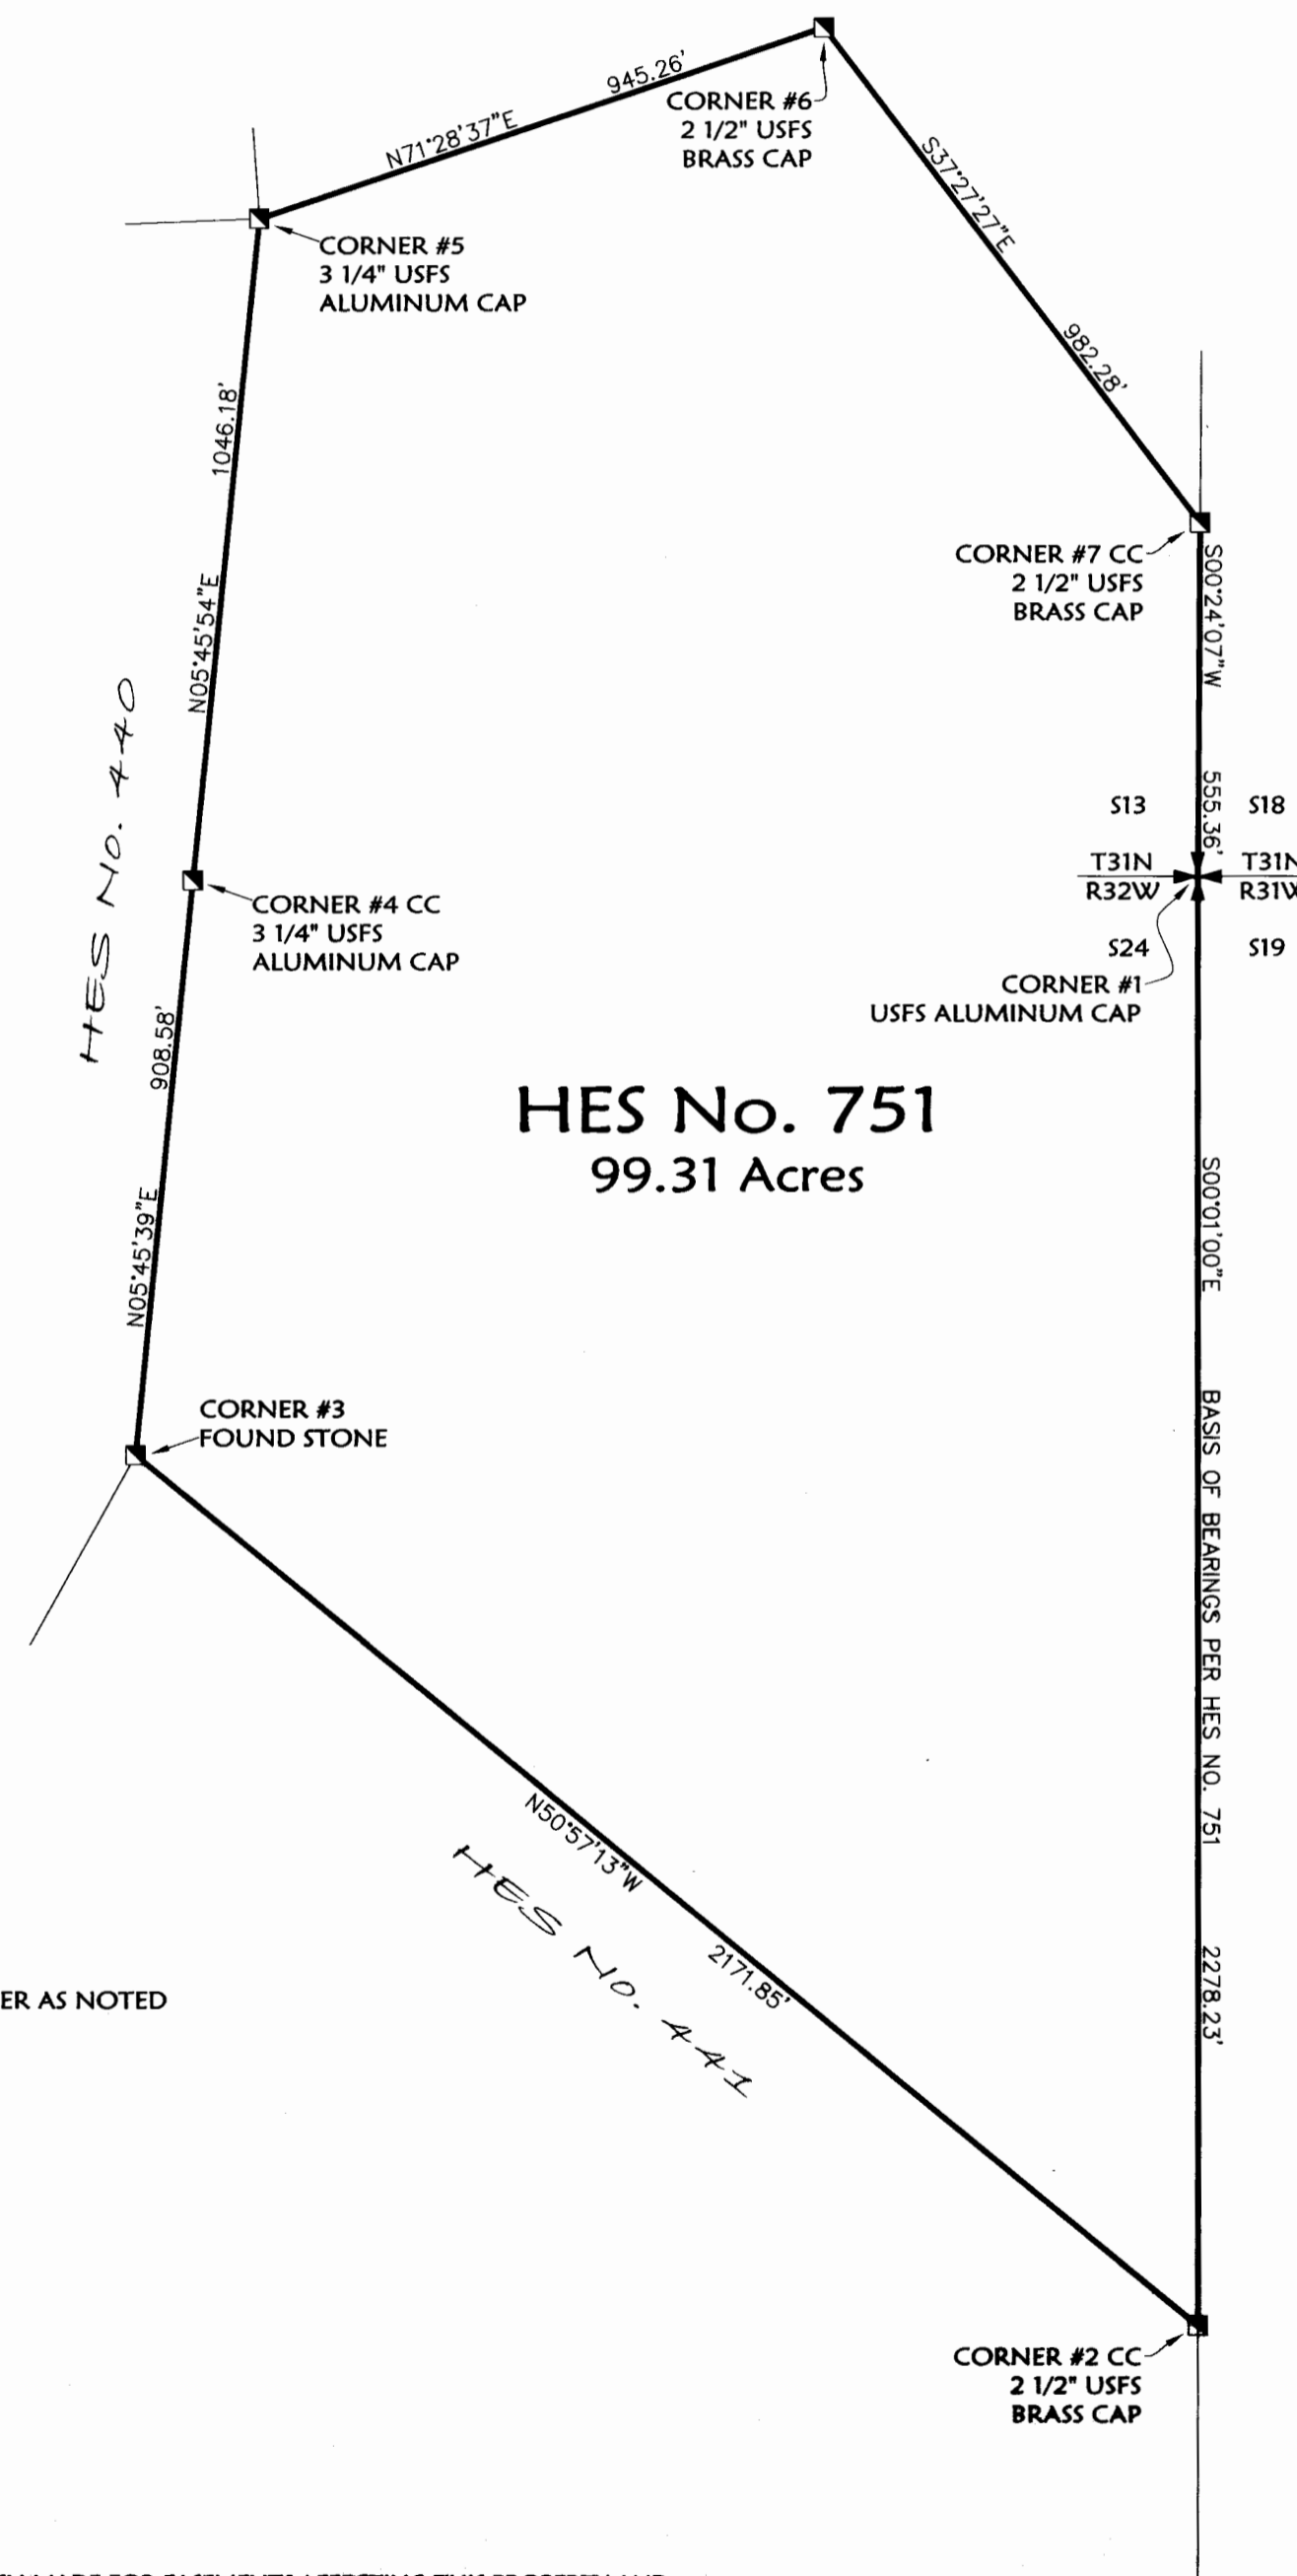 945.26'
N71°28'37"E
CORNER #6
2 1/2" USFS
BRASS CAP
S37°27'27"E
982.28'
CORNER #5
3 1/4" USFS
ALUMINUM CAP
1046.18'
N05°45'54"E
CORNER #7 CC
2 1/2" USFS
BRASS CAP
S00°24'07"W
555.36'
HES No. 440
S13
S18
T31N
R32W
T31N
R31W
S24
S19
CORNER #4 CC
3 1/4" USFS
ALUMINUM CAP
CORNER #1
USFS ALUMINUM CAP
908.58'
N05°45'39"E
HES No. 751
99.31 Acres
S00°01'00"E
BASIS OF BEARINGS PER HES NO. 751
2278.23'
CORNER #3
FOUND STONE
N50°57'13"W
2171.85'
HES No. 441
ER AS NOTED
CORNER #2 CC
2 1/2" USFS
BRASS CAP